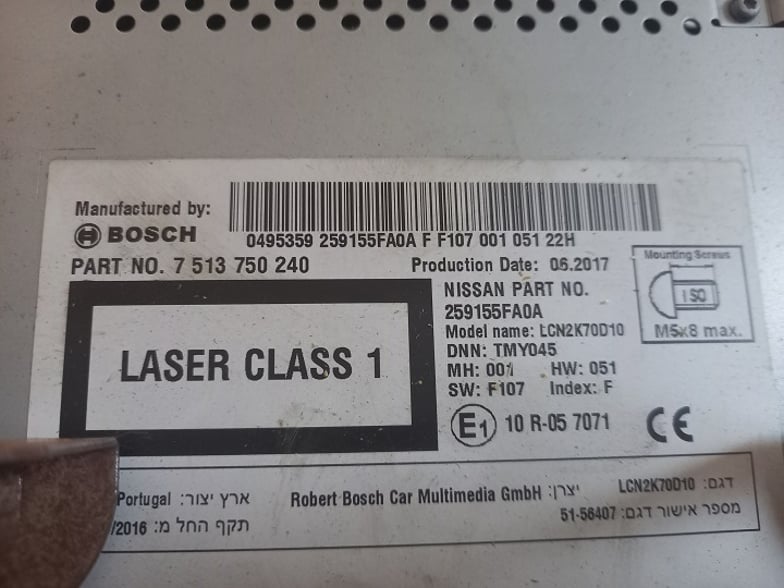 Manufactured by:
BOSCH
0495359 259155FA0A F F107 001 051 22H
PART NO. 7 513 750 240
Production Date: 06.2017
Mounting Screws
ISO
M5x8 max.
LASER CLASS 1
NISSAN PART NO.
259155FA0A
Model name: LCN2K70D10
DNN: TMY045
MH: 001 HW: 051
SW: F107 Index: F
E1 10 R-05 7071 CE
דגם: LCN2K70D10 יצרן: Robert Bosch Car Multimedia GmbH ארץ יצור: Portugal
מספר אישור דגם: 51-56407 תקף החל מ: /2016